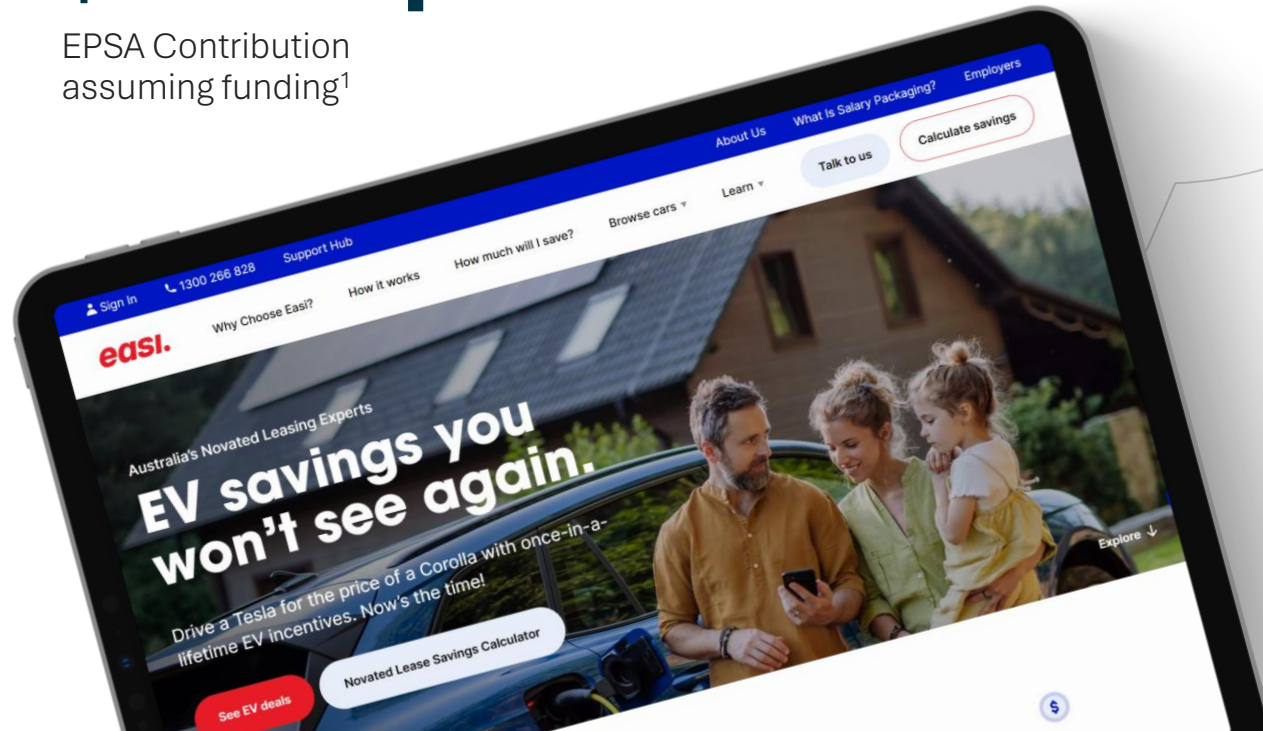 EPSA Contribution
assuming funding¹
About Us
What Is Salary Packaging?
Employers
Sign In
1300 266 828
Support Hub
easi.
Why Choose Easi?
How it works
How much will I save?
Browse cars
Learn
Talk to us
Calculate savings
Australia's Novated Leasing Experts
EV savings you
won't see again.
Drive a Tesla for the price of a Corolla with once-in-a-
lifetime EV incentives. Now's the time!
See EV deals
Novated Lease Savings Calculator
Explore
$